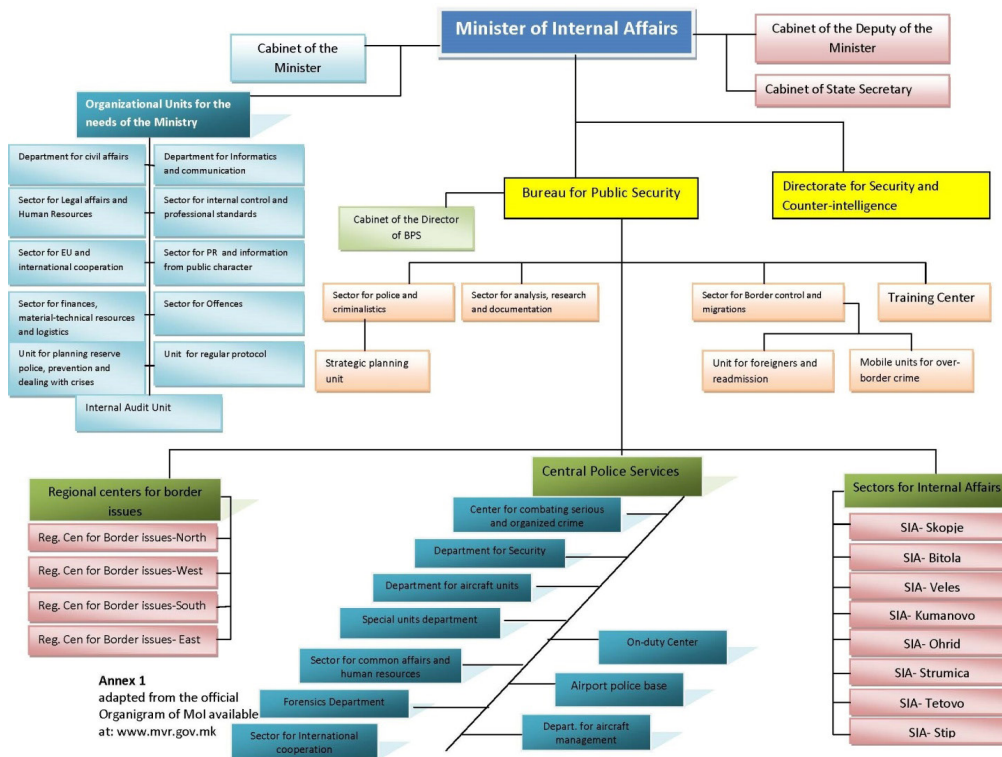 Minister of Internal Affairs
Cabinet of the
Minister
Cabinet of the Deputy of the
Minister
Cabinet of State Secretary
Organizational Units for the
needs of the Ministry
Department for civil affairs
Department for Informatics
and communication
Sector for Legal affairs and
Human Resources
Sector for internal control and
professional standards
Sector for EU and
international cooperation
Sector for PR and information
from public character
Sector for finances,
material-technical resources
and logistics
Sector for Offences
Unit for planning reserve
police, prevention and
dealing with crises
Unit for regular protocol
Internal Audit Unit
Bureau for Public Security
Directorate for Security and
Counter-intelligence
Cabinet of the Director
of BPS
Sector for police and
criminalistics
Sector for analysis, research
and documentation
Sector for Border control and
migrations
Training Center
Strategic planning
unit
Unit for foreigners and
readmission
Mobile units for over-
border crime
Regional centers for border
issues
Reg. Cen for Border issues-North
Reg. Cen for Border issues-West
Reg. Cen for Border issues-South
Reg. Cen for Border issues- East
Central Police Services
Center for combating serious
and organized crime
Department for Security
Department for aircraft units
Special units department
Sector for common affairs and
human resources
Forensics Department
Sector for International
cooperation
On-duty Center
Airport police base
Depart. for aircraft
management
Sectors for Internal Affairs
SIA- Skopje
SIA- Bitola
SIA- Veles
SIA- Kumanovo
SIA- Ohrid
SIA- Strumica
SIA- Tetovo
SIA- Stip
Annex 1
adapted from the official
Organigram of MoI available
at: www.mvr.gov.mk